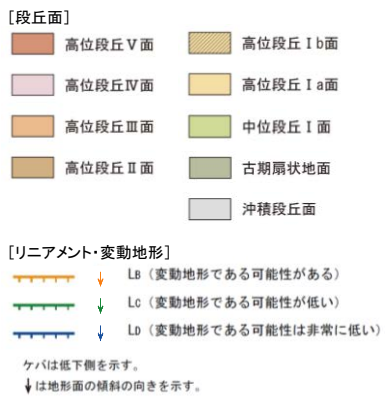 [段丘面]
高位段丘Ⅴ面
高位段丘Ⅰb面
高位段丘Ⅳ面
高位段丘Ⅰa面
高位段丘Ⅲ面
中位段丘Ⅰ面
高位段丘Ⅱ面
古期扇状地面
沖積段丘面
[リニアメント・変動地形]
LB（変動地形である可能性がある）
LC（変動地形である可能性が低い）
LD（変動地形である可能性は非常に低い）
ケバは低下側を示す。
↓は地形面の傾斜の向きを示す。